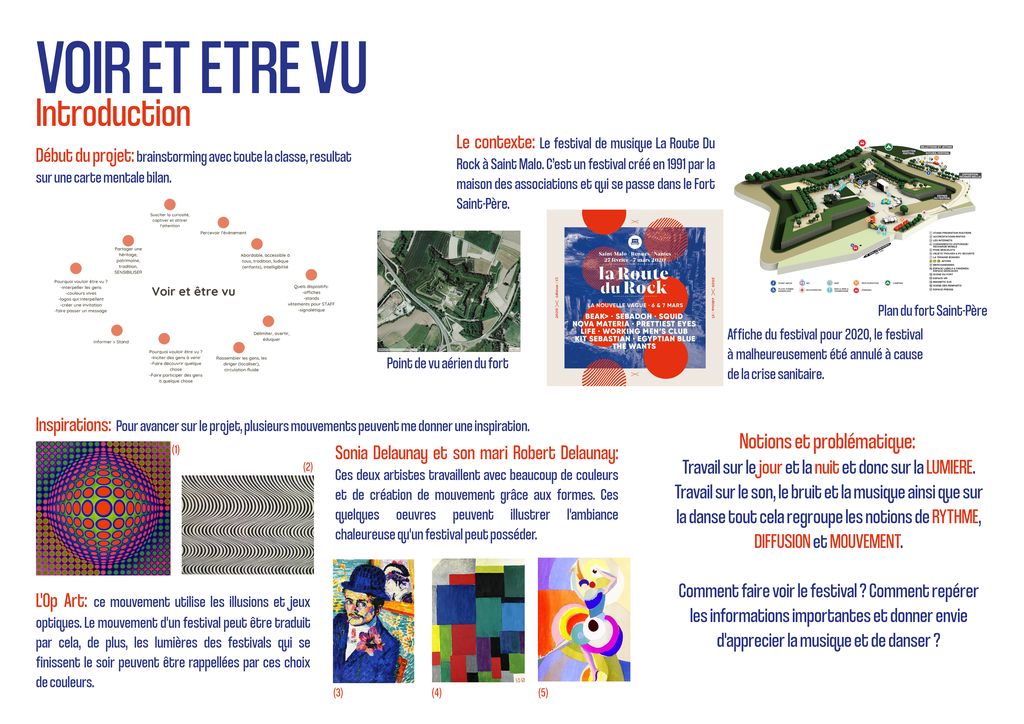 VOIR ET ETRE VU
Introduction
Début du projet: brainstorming avec toute la classe, resultat
sur une carte mentale bilan.
Susciter la curiosité,
captiver et attirer
l'attention
Percevoir l'évènement
Partager une
héritage,
patrimoine,
tradition,
SENSIBILISER
Abordable, accessible à
tous, tradition, ludique
(enfants), intelligibilité
Pourquoi vouloir être vu ?
-interpeller les gens
-couleurs vives
-logos qui interpellent
-créer une invitation
-faire passer un message
Voir et être vu
Quels dispositifs:
-affiches
-stands
-vêtements pour STAFF
-signalétique
Informer > Stand
Délimiter, avertir,
éduquer
Pourquoi vouloir être vu ?
-Inciter des gens à venir
-Faire découvrir quelque
chose
-Faire participer des gens
à quelque chose
Rassembler les gens, les
diriger (localiser),
circulation fluide
Le contexte: Le festival de musique La Route Du
Rock à Saint Malo. C'est un festival créé en 1991 par la
maison des associations et qui se passe dans le Fort
Saint-Père.
Point de vu aérien du fort
Saint Malo · Rennes · Nantes
27 février - 7 mars 2020
la Route
du Rock
LA NOUVELLE VAGUE · 6 & 7 MARS
BEAK> · SEBADOH · SQUID
NOVA MATERIA · PRETTIEST EYES
LIFE · WORKING MEN'S CLUB
KIT SEBASTIAN · EGYPTIAN BLUE
THE WANTS
Plan du fort Saint-Père
Affiche du festival pour 2020, le festival
à malheureusement été annulé à cause
de la crise sanitaire.
Inspirations: Pour avancer sur le projet, plusieurs mouvements peuvent me donner une inspiration.
(1)
(2)
L'Op Art: ce mouvement utilise les illusions et jeux
optiques. Le mouvement d'un festival peut être traduit
par cela, de plus, les lumières des festivals qui se
finissent le soir peuvent être rappellées par ces choix
de couleurs.
Sonia Delaunay et son mari Robert Delaunay:
Ces deux artistes travaillent avec beaucoup de couleurs
et de création de mouvement grâce aux formes. Ces
quelques oeuvres peuvent illustrer l'ambiance
chaleureuse qu'un festival peut posséder.
(3)
(4)
(5)
Notions et problématique:
Travail sur le jour et la nuit et donc sur la LUMIERE.
Travail sur le son, le bruit et la musique ainsi que sur
la danse tout cela regroupe les notions de RYTHME,
DIFFUSION et MOUVEMENT.
Comment faire voir le festival ? Comment repérer
les informations importantes et donner envie
d'apprecier la musique et de danser ?